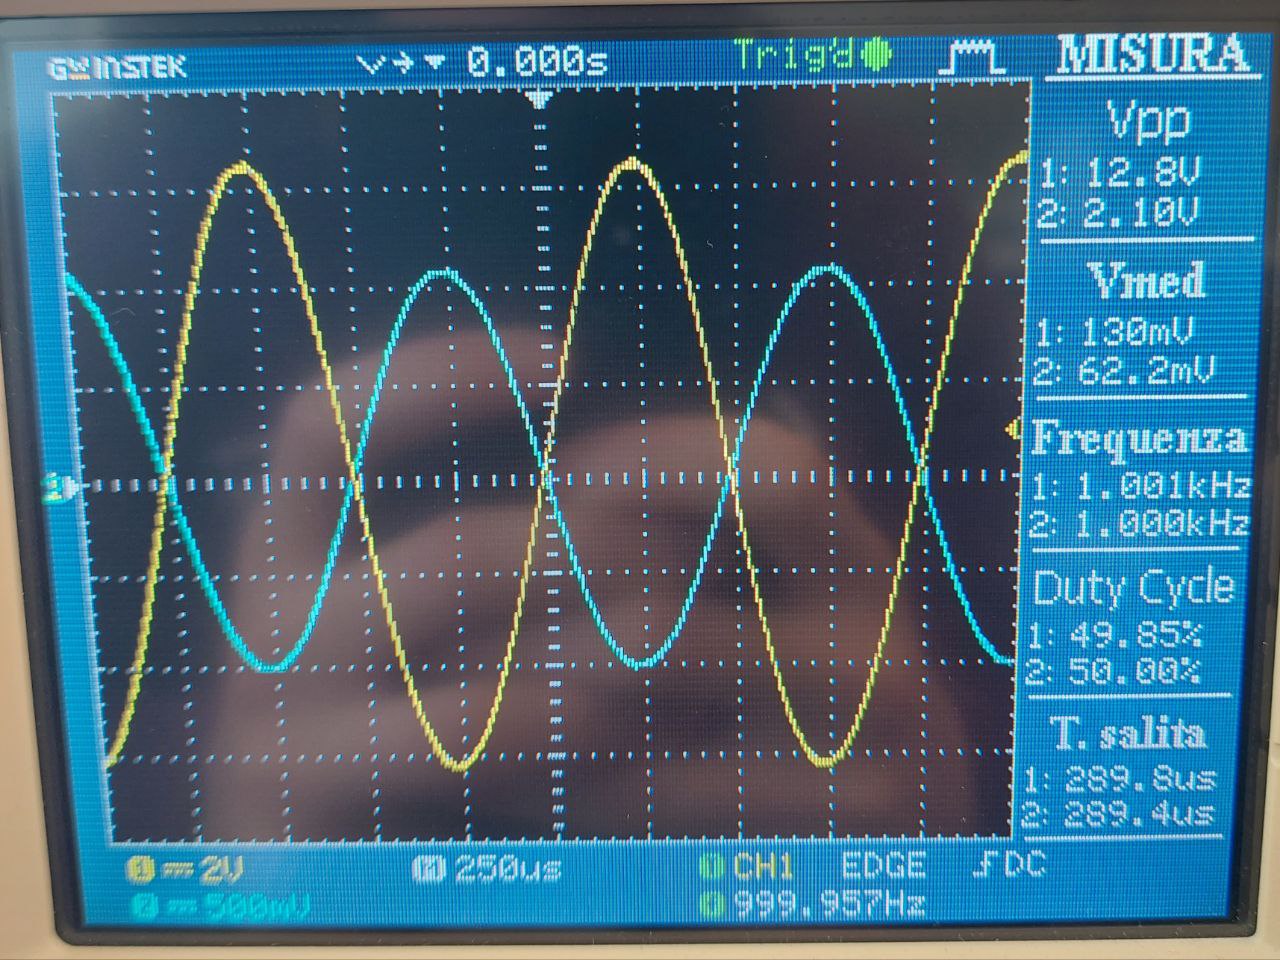 GWINSTEK 0.000s Trig'd MISURA
Vpp
1: 12.8V
2: 2.10V
Vmed
1: 130mV
2: 62.2mV
Frequenza
1: 1.001kHz
2: 1.000kHz
Duty Cycle
1: 49.85%
2: 50.00%
T. salita
1: 289.8us
2: 289.4us
1 2V M 250us CH1 EDGE DC
2 500mV 999.957Hz